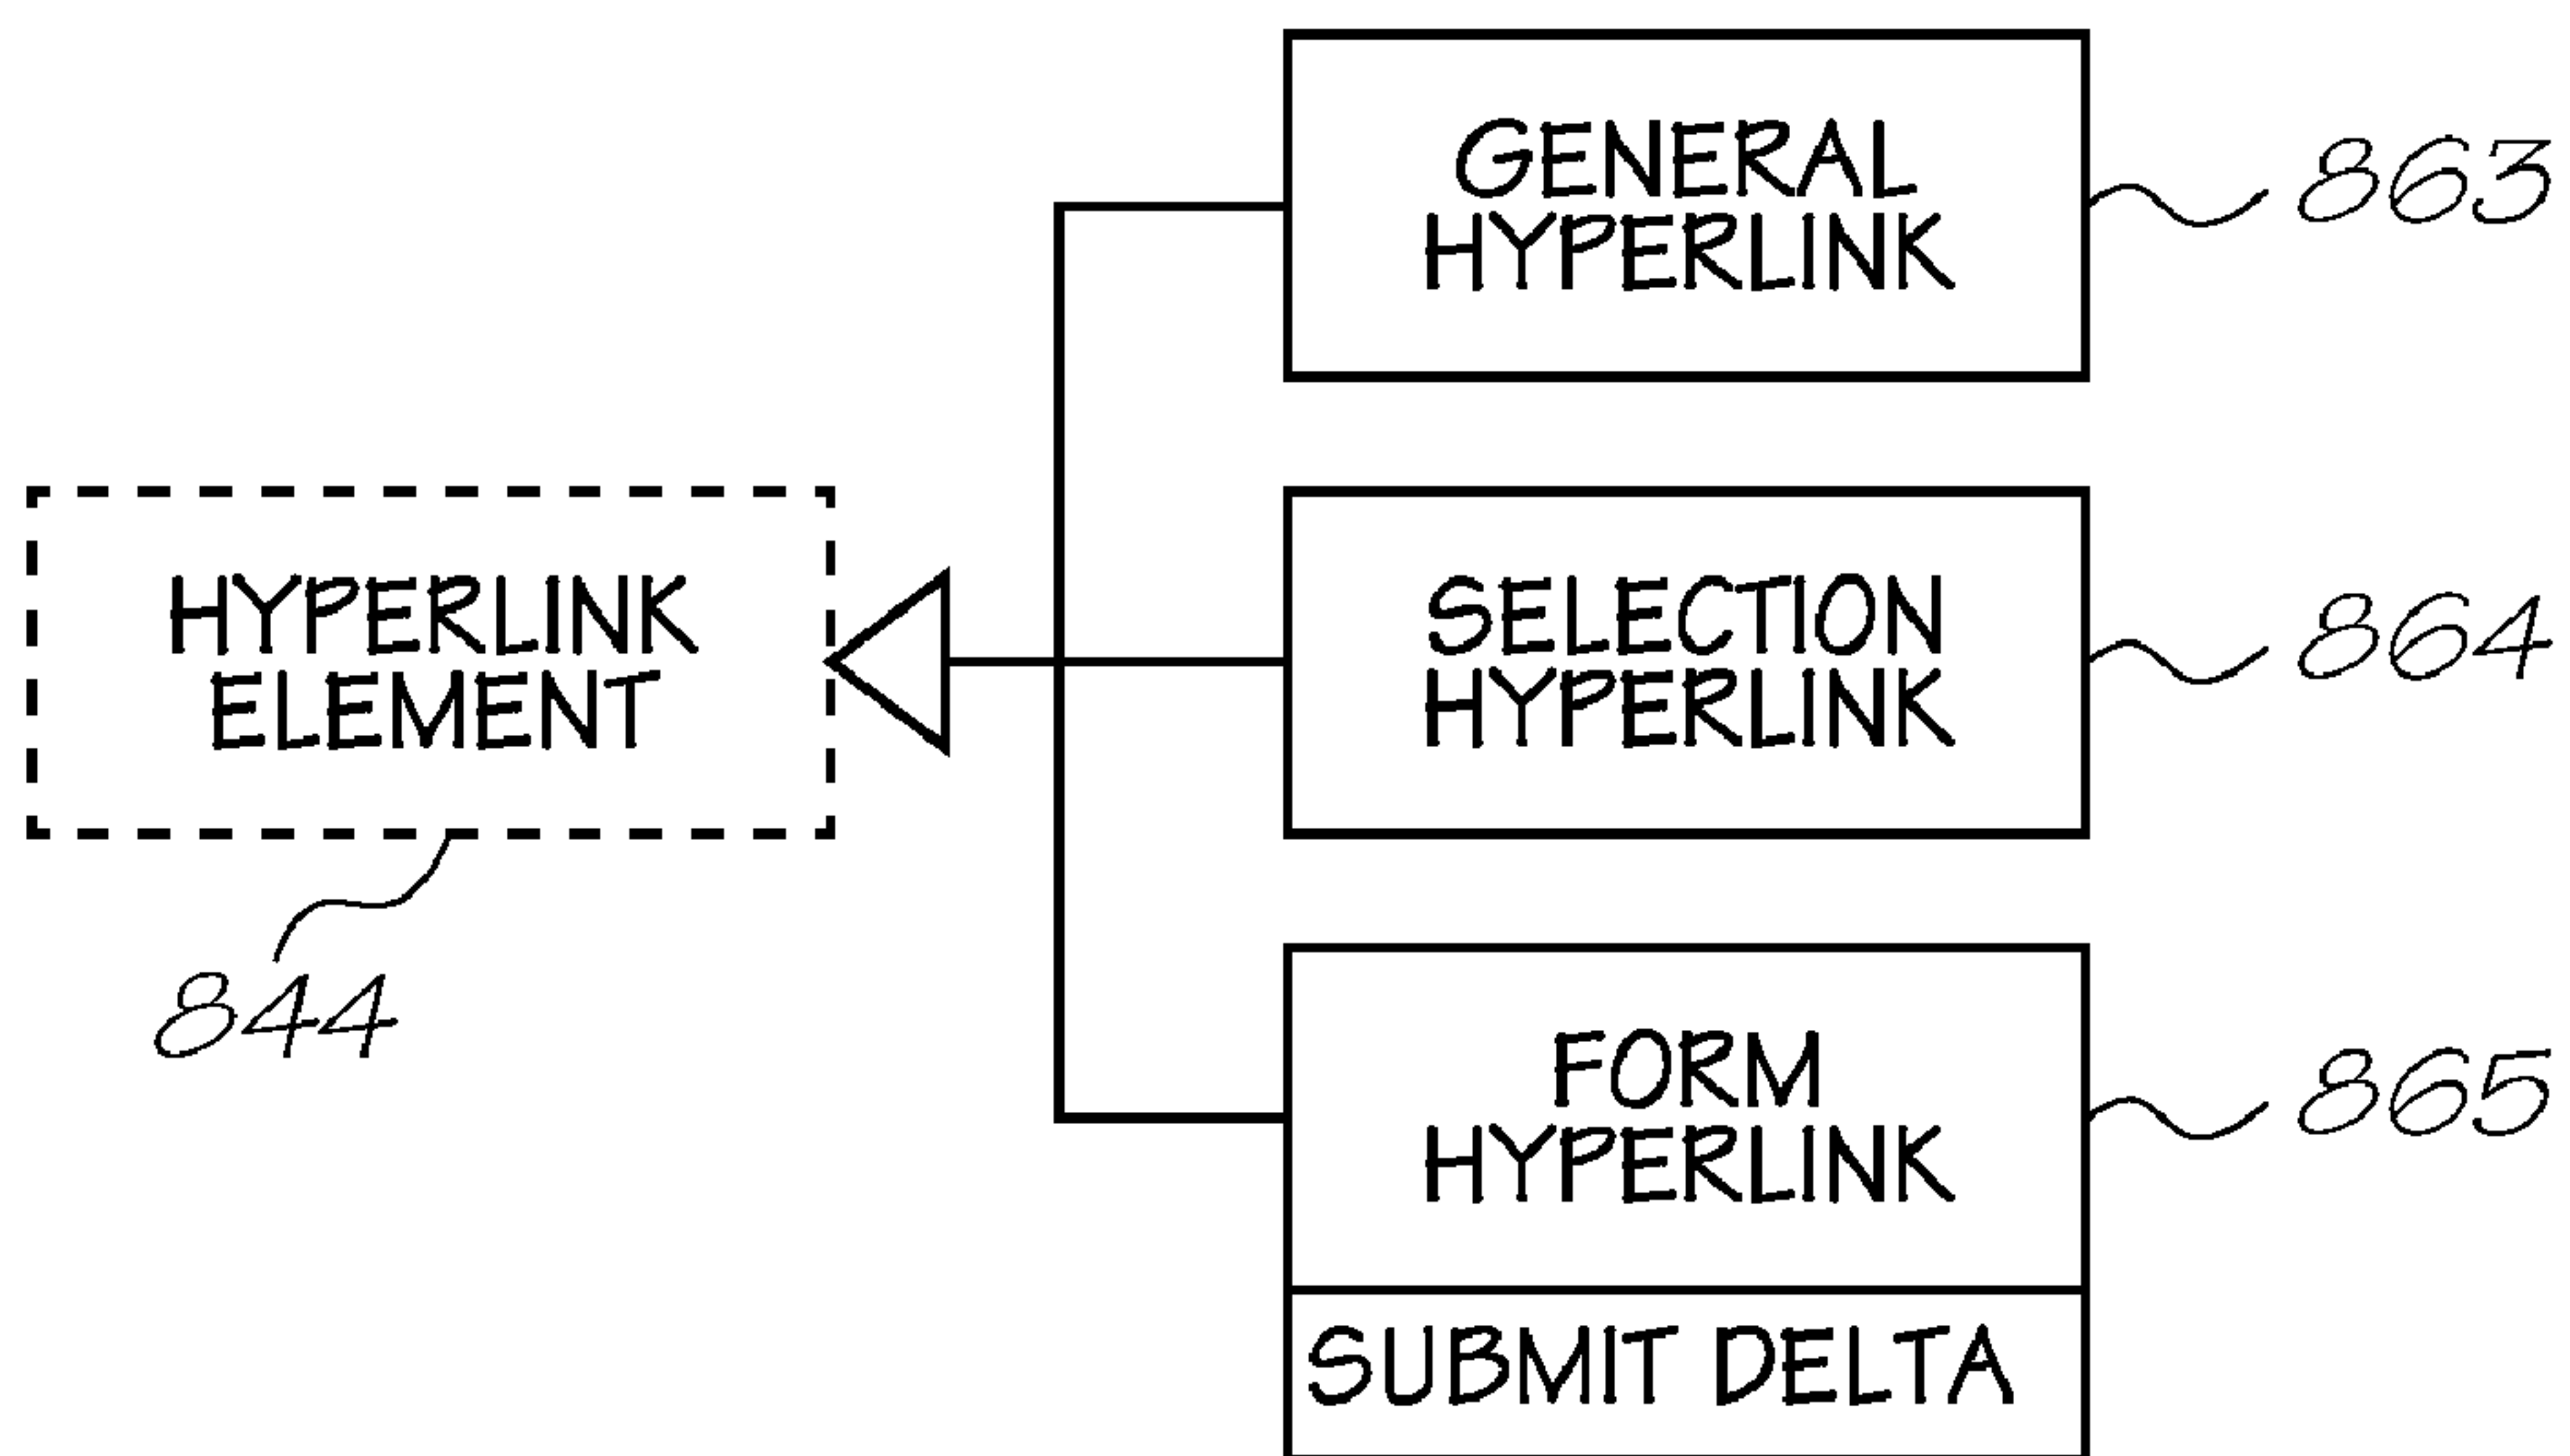 GENERAL
HYPERLINK
863
HYPERLINK
ELEMENT
844
SELECTION
HYPERLINK
864
FORM
HYPERLINK
865
SUBMIT DELTA